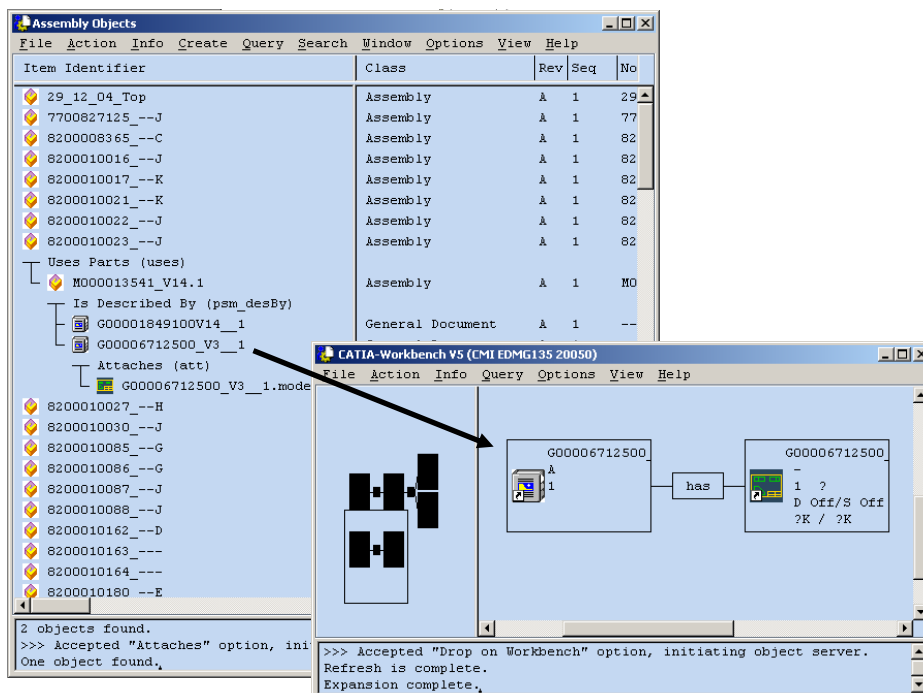 Assembly Objects
File Action Info Create Query Search Window Options View Help
Item Identifier Class Rev Seq No
29_12_04_Top Assembly A 1 29
7700827125_--J Assembly A 1 77
8200008365_--C Assembly A 1 82
8200010016_--J Assembly A 1 82
8200010017_--K Assembly A 1 82
8200010021_--K Assembly A 1 82
8200010022_--J Assembly A 1 82
8200010023_--J Assembly A 1 82
Uses Parts (uses)
M000013541_V14.1 Assembly A 1 M0
Is Described By (psm_desBy)
G00001849100V14__1 General Document A 1 --
G00006712500_V3__1
Attaches (att)
G00006712500_V3__1.mode
8200010027_--H
8200010030_--J
8200010085_--G
8200010086_--G
8200010087_--J
8200010088_--J
8200010162_--D
8200010163_---
8200010164_---
8200010180 --E
2 objects found.
>>> Accepted "Attaches" option, ini
One object found.
CATIA-Workbench V5 (CMI EDMG135 20050)
File Action Info Query Options View Help
G00006712500_
A
1
has
G00006712500_
-
1 ?
D Off/S Off
?K / ?K
>>> Accepted "Drop on Workbench" option, initiating object server.
Refresh is complete.
Expansion complete.